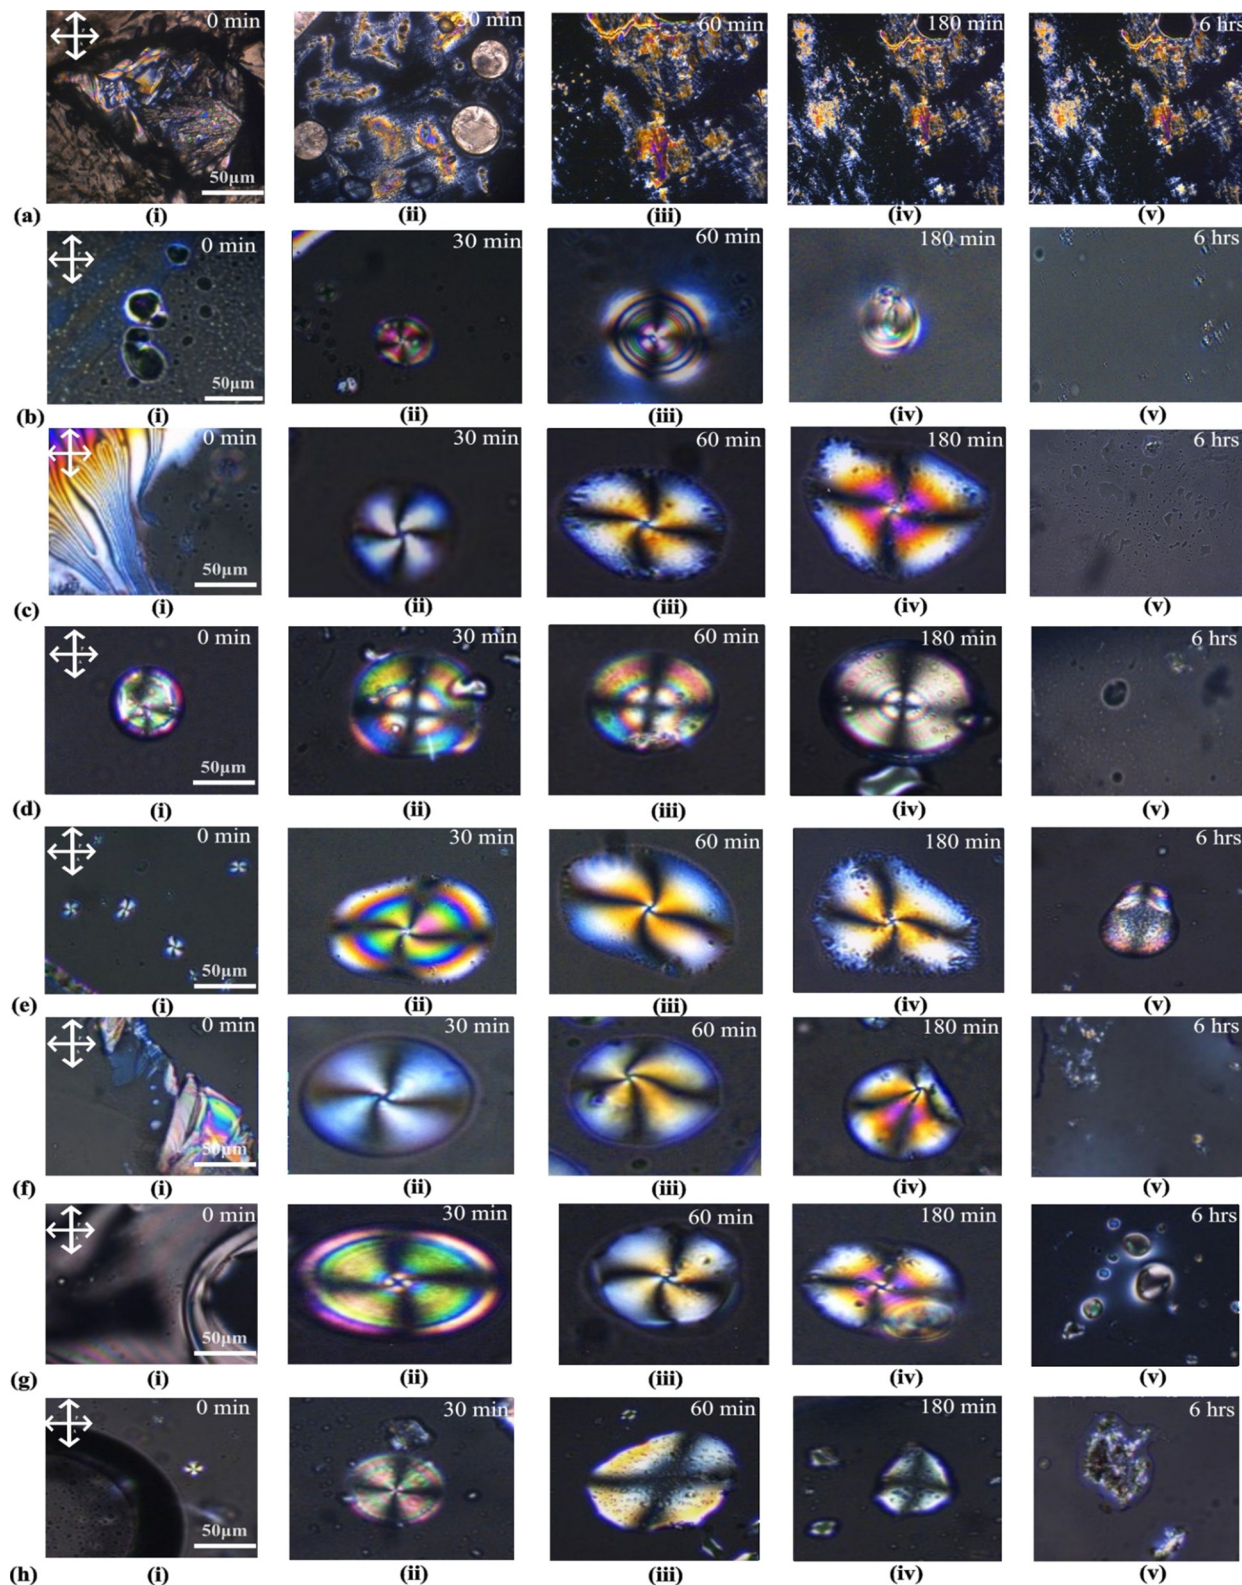 0 min 30 min 60 min 180 min 6 hrs
50µm
(a) (i) (ii) (iii) (iv) (v)
0 min 30 min 60 min 180 min 6 hrs
50µm
(b) (i) (ii) (iii) (iv) (v)
0 min 30 min 60 min 180 min 6 hrs
50µm
(c) (i) (ii) (iii) (iv) (v)
0 min 30 min 60 min 180 min 6 hrs
50µm
(d) (i) (ii) (iii) (iv) (v)
0 min 30 min 60 min 180 min 6 hrs
50µm
(e) (i) (ii) (iii) (iv) (v)
0 min 30 min 60 min 180 min 6 hrs
50µm
(f) (i) (ii) (iii) (iv) (v)
0 min 30 min 60 min 180 min 6 hrs
50µm
(g) (i) (ii) (iii) (iv) (v)
0 min 30 min 60 min 180 min 6 hrs
50µm
(h) (i) (ii) (iii) (iv) (v)